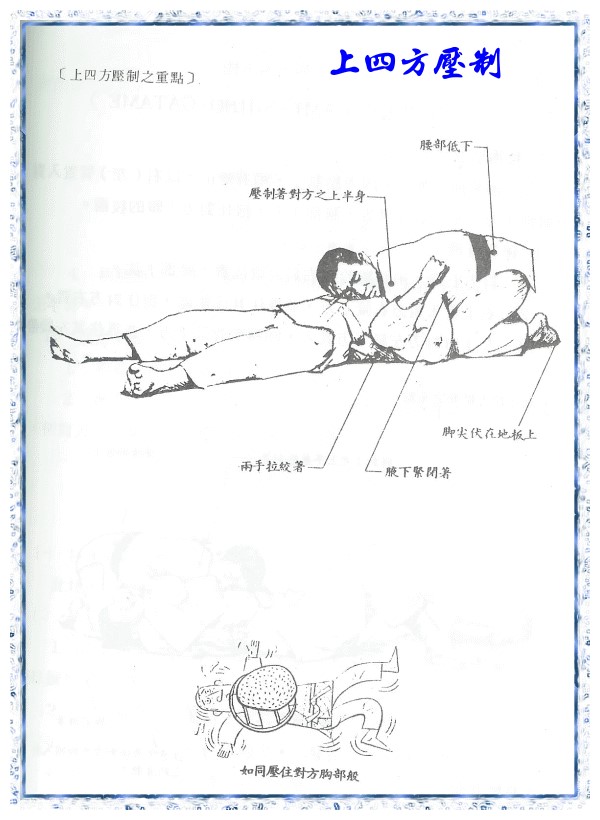 上四方壓制
〔上四方壓制之重點〕
腰部低下
壓制著對方之上半身
腳尖伏在地板上
兩手拉絞著
腋下緊閉著
如同壓住對方胸部般